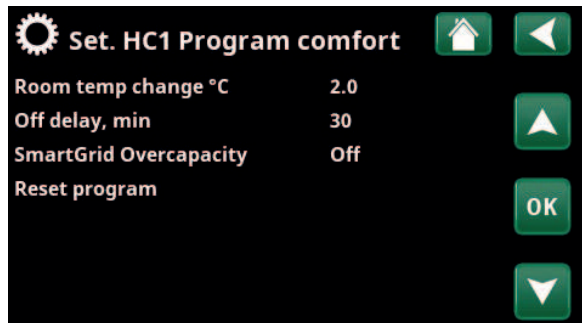 Set. HC1 Program comfort
Room temp change °C 2.0
Off delay, min 30
SmartGrid Overcapacity Off
Reset program
OK